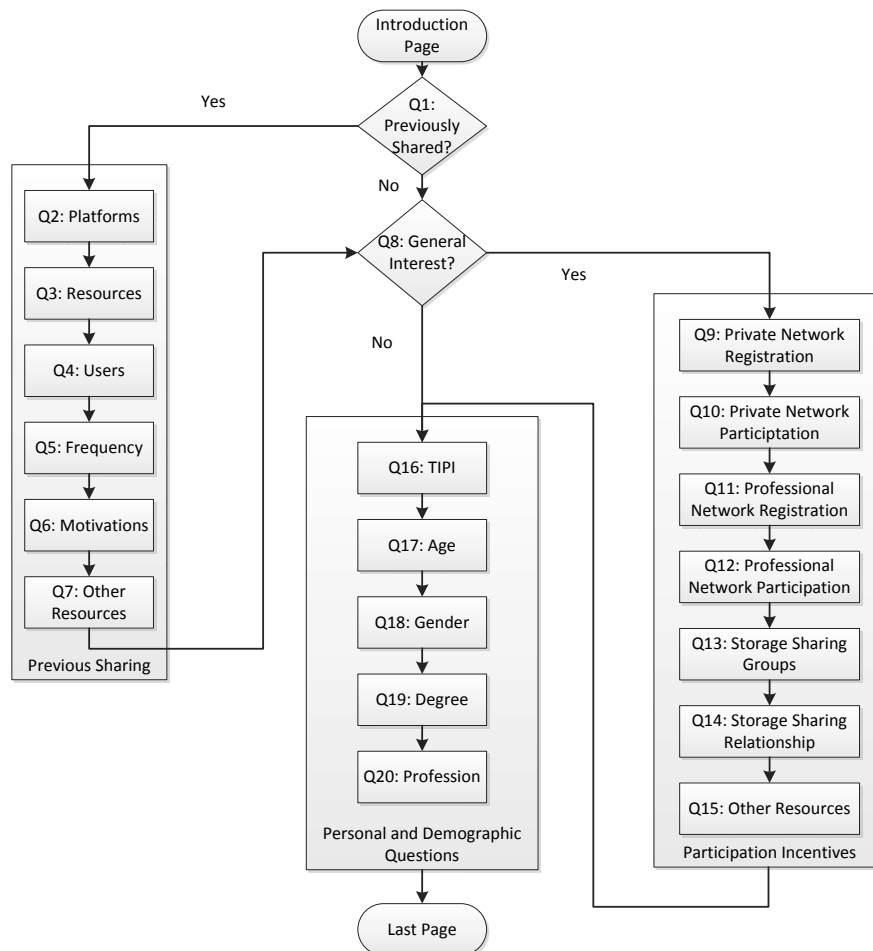 Introduction
Page
Yes
Q1:
Previously
Shared?
No
Q2: Platforms
Q3: Resources
Q4: Users
Q5: Frequency
Q6: Motivations
Q7: Other
Resources
Previous Sharing
Q8: General
Interest?
Yes
No
Q9: Private Network
Registration
Q10: Private Network
Participtation
Q11: Professional
Network Registration
Q12: Professional
Network Participation
Q13: Storage Sharing
Groups
Q14: Storage Sharing
Relationship
Q15: Other Resources
Participation Incentives
Q16: TIPI
Q17: Age
Q18: Gender
Q19: Degree
Q20: Profession
Personal and Demographic
Questions
Last Page